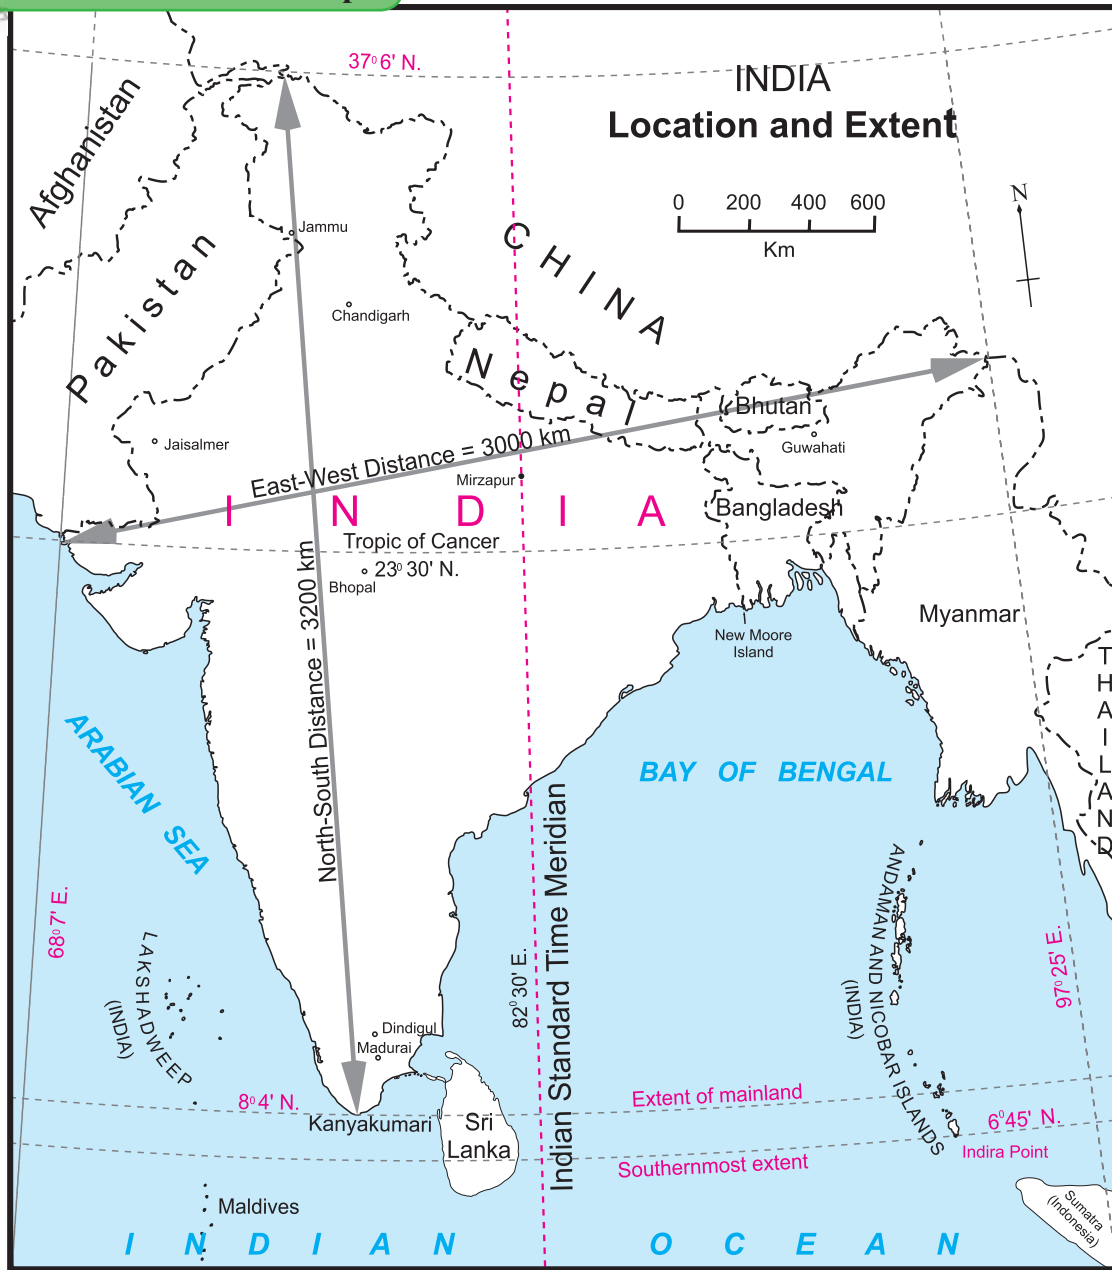 37° 6' N.
INDIA
Location and Extent
Afghanistan
0 200 400 600
Km
N
Jammu
CHINA
Pakistan
Chandigarh
Nepal
Bhutan
Jaisalmer
Guwahati
East-West Distance = 3000 km
Mirzapur
INDIA
Bangladesh
Tropic of Cancer
23° 30' N.
Bhopal
Myanmar
New Moore
Island
THAILAND
North-South Distance = 3200 km
ARABIAN SEA
BAY OF BENGAL
Indian Standard Time Meridian
82° 30' E.
68° 7' E.
97° 25' E.
LAKSHADWEEP
(INDIA)
ANDAMAN AND NICOBAR ISLANDS
(INDIA)
Dindigul
Madurai
8° 4' N.
Extent of mainland
Kanyakumari
Sri
Lanka
6° 45' N.
Indira Point
Southernmost extent
Maldives
Sumatra
(Indonesia)
INDIAN OCEAN